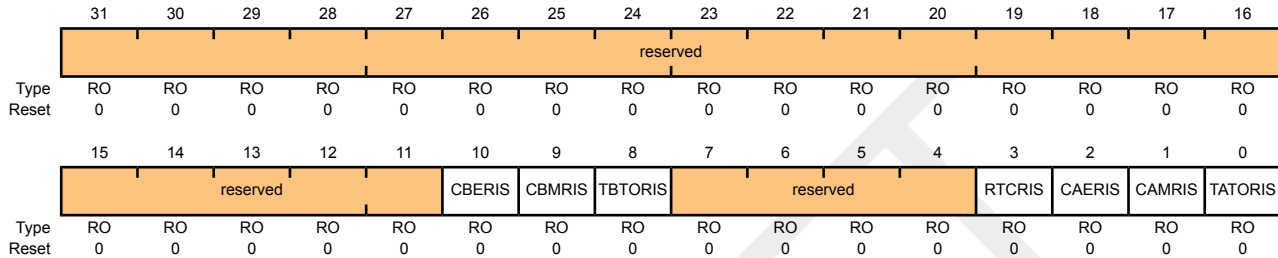 31 30 29 28 27 26 25 24 23 22 21 20 19 18 17 16
reserved
Type RO RO RO RO RO RO RO RO RO RO RO RO RO RO RO RO
Reset 0 0 0 0 0 0 0 0 0 0 0 0 0 0 0 0
15 14 13 12 11 10 9 8 7 6 5 4 3 2 1 0
reserved CBERIS CBMRIS TBTORIS reserved RTCRIS CAERIS CAMRIS TATORIS
Type RO RO RO RO RO RO RO RO RO RO RO RO RO RO RO RO
Reset 0 0 0 0 0 0 0 0 0 0 0 0 0 0 0 0